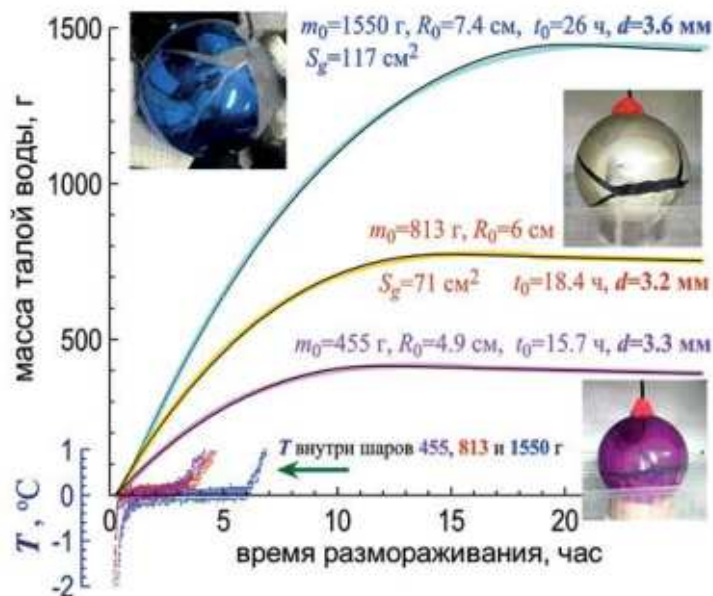 1500
1000
500
1
0
-1
-2
масса талой воды, г
T , ºC
m₀=1550 г, R₀=7.4 см, t₀=26 ч, d=3.6 мм
S_g=117 см²
m₀=813 г, R₀=6 см
S_g=71 см² t₀=18.4 ч, d=3.2 мм
m₀=455 г, R₀=4.9 см, t₀=15.7 ч, d=3.3 мм
T внутри шаров 455, 813 и 1550 г
0 5 10 15 20
время размораживания, час